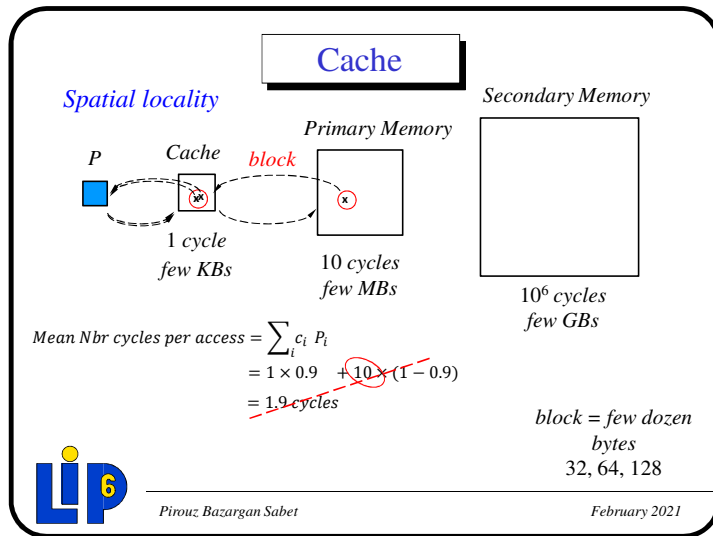 Cache
Spatial locality
Secondary Memory
Primary Memory
P
Cache
block
x x
x
1 cycle
few KBs
10 cycles
few MBs
10⁶ cycles
few GBs
Mean Nbr cycles per access = ∑ᵢ cᵢ Pᵢ
= 1 × 0.9 + 10 × (1 − 0.9)
= 1.9 cycles
block = few dozen
bytes
32, 64, 128
LIP6
Pirouz Bazargan Sabet
February 2021